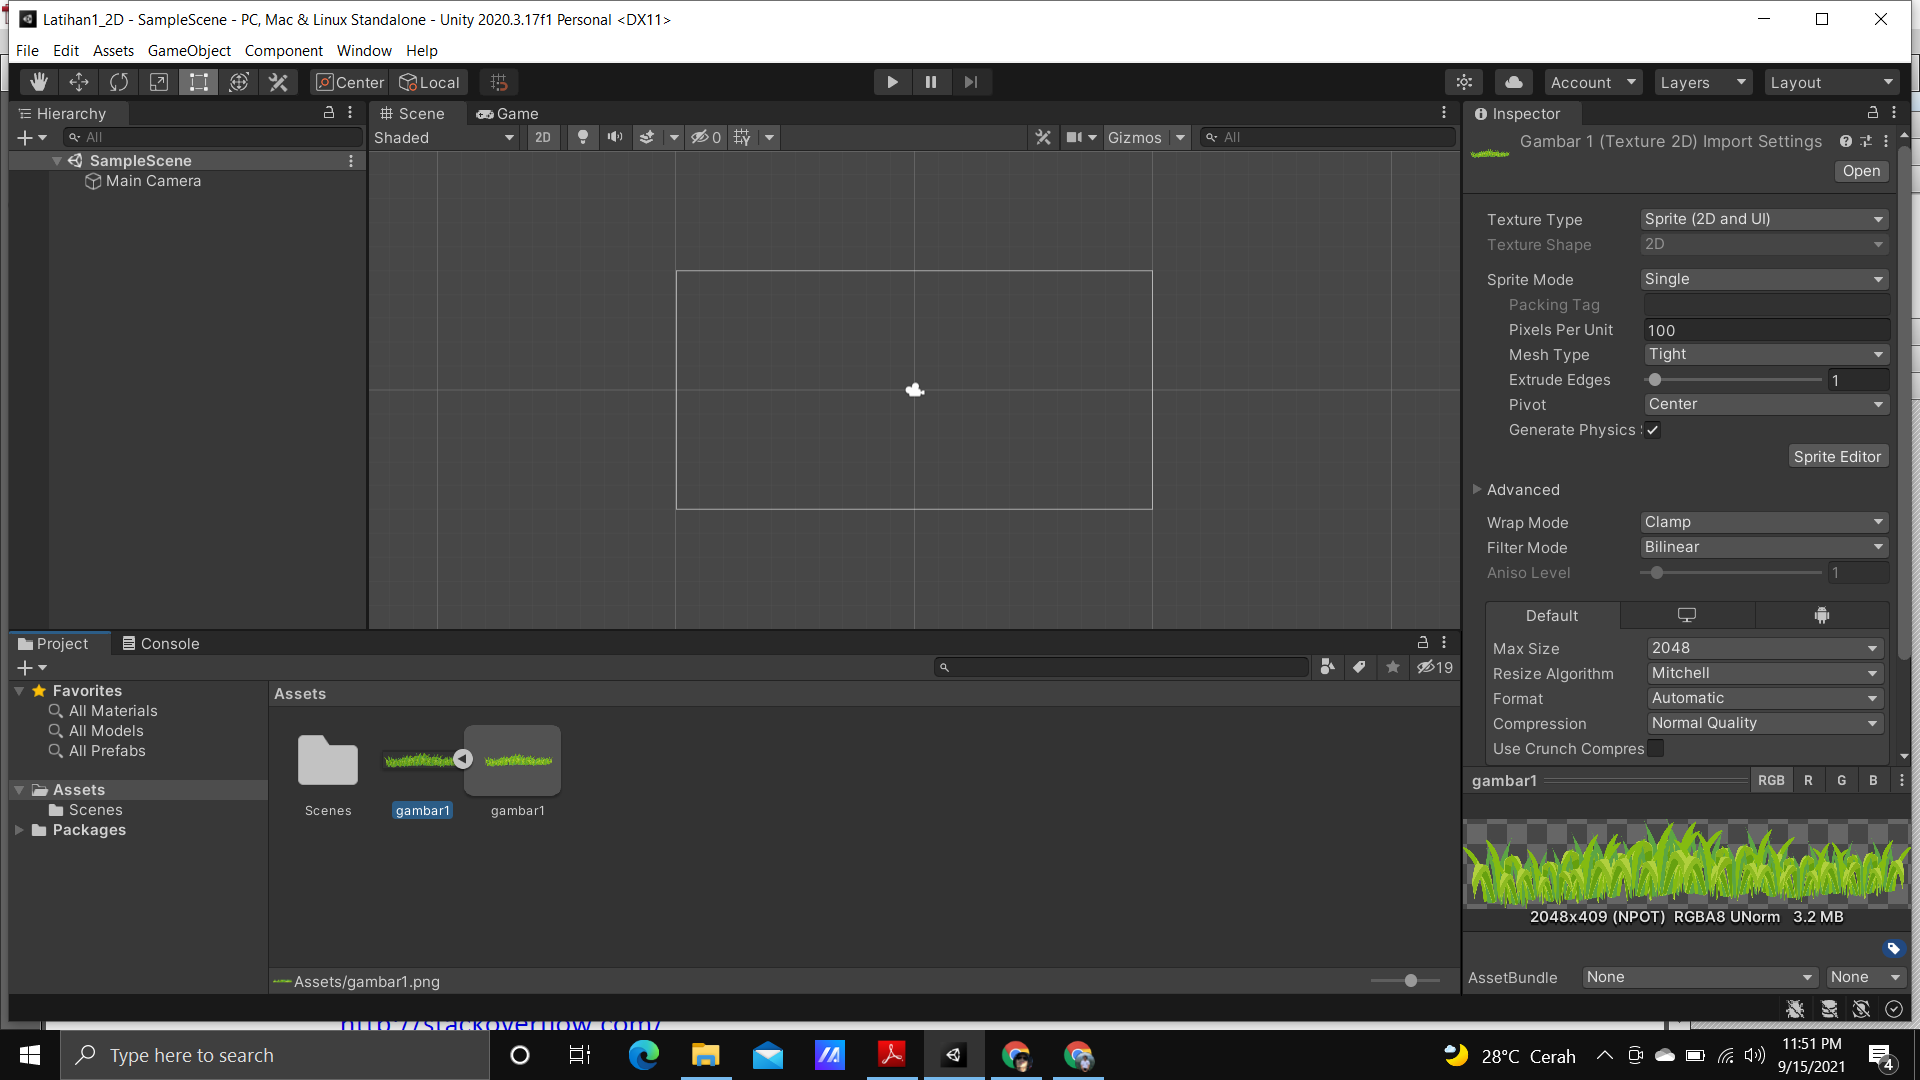 Latihan1_2D - SampleScene - PC, Mac & Linux Standalone - Unity 2020.3.17f1 Personal <DX11>
File Edit Assets GameObject Component Window Help
Center Local Account Layers Layout
Hierarchy
All
SampleScene
Main Camera
Scene Game
Shaded 2D 0 Gizmos All
Inspector
Gambar 1 (Texture 2D) Import Settings
Open
Texture Type Sprite (2D and UI)
Texture Shape 2D
Sprite Mode Single
Packing Tag
Pixels Per Unit 100
Mesh Type Tight
Extrude Edges 1
Pivot Center
Generate Physics
Sprite Editor
Advanced
Wrap Mode Clamp
Filter Mode Bilinear
Aniso Level 1
Default
Max Size 2048
Resize Algorithm Mitchell
Format Automatic
Compression Normal Quality
Use Crunch Compres
gambar1 RGB R G B
2048x409 (NPOT) RGBA8 UNorm 3.2 MB
AssetBundle None None
Project Console
19
Favorites
All Materials
All Models
All Prefabs
Assets
Scenes
Packages
Assets
Scenes gambar1 gambar1
Assets/gambar1.png
http://stackoverflow.com/
Type here to search
28°C Cerah
11:51 PM
9/15/2021
4